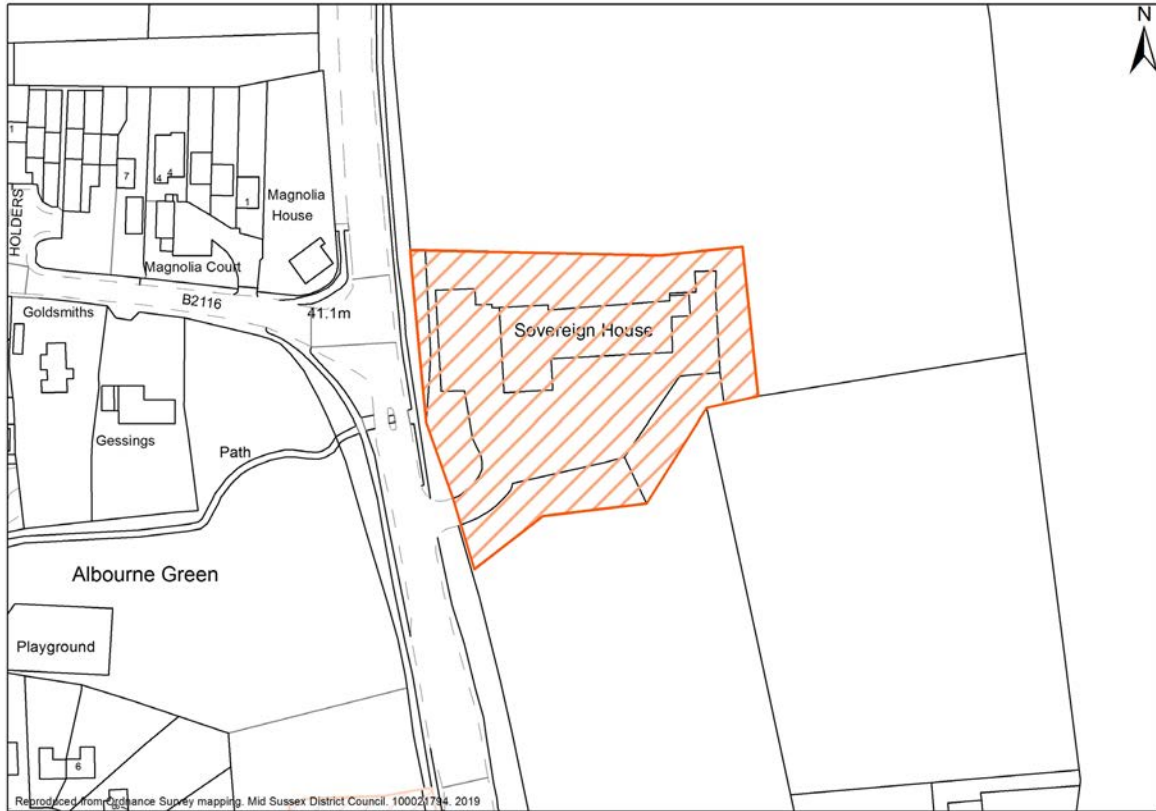 N
1
7
4
4
1
Magnolia
House
HOLDERS
Magnolia Court
B2116
41.1m
Goldsmiths
Sovereign House
Gessings
Path
Albourne Green
Playground
6
Reproduced from Ordnance Survey mapping. Mid Sussex District Council. 100021794. 2019